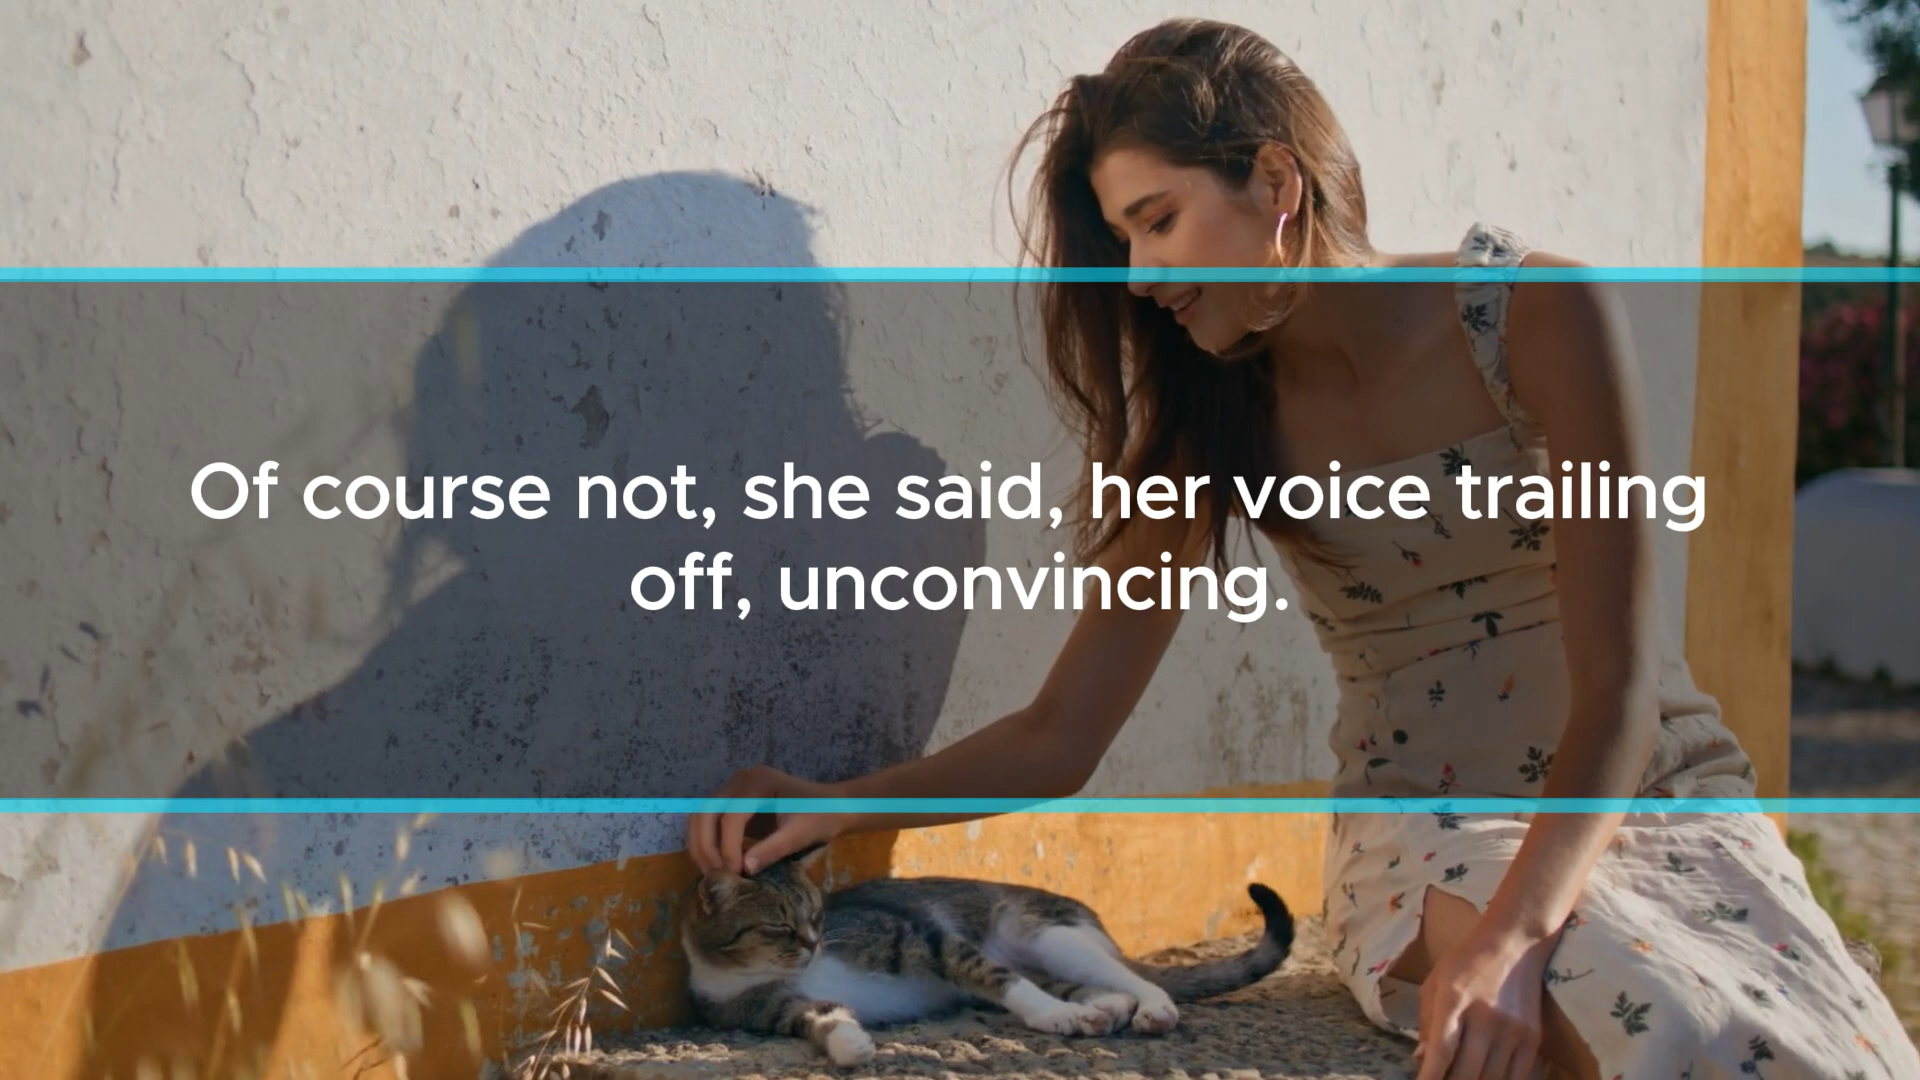 Of course not, she said, her voice trailing
off, unconvincing.